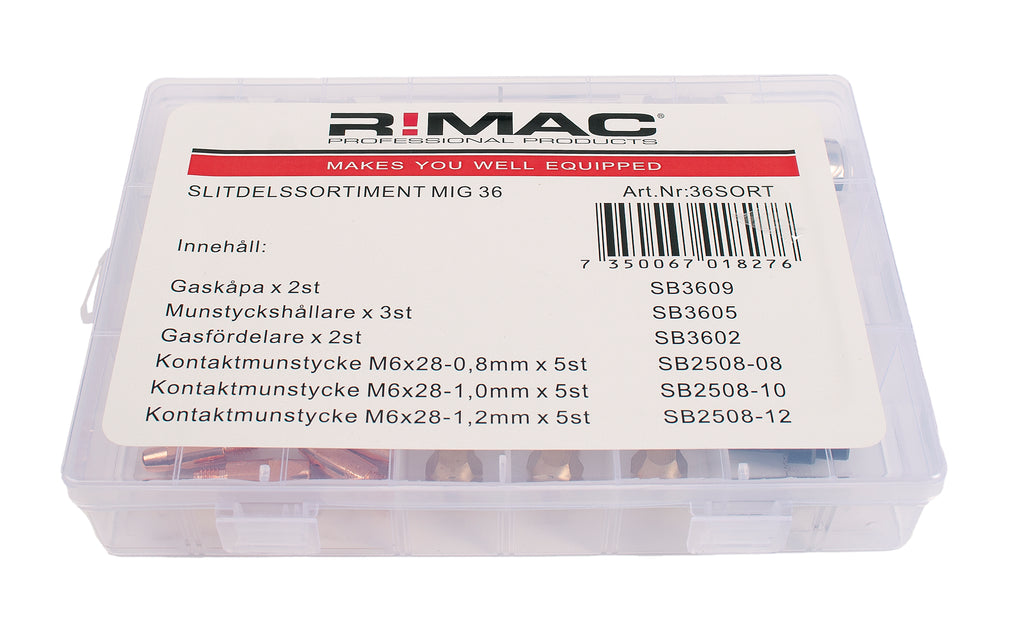 R!MAC®
PROFESSIONAL PRODUCTS
MAKES YOU WELL EQUIPPED
SLITDELSSORTIMENT MIG 36 Art.Nr:36SORT
7 350067 018276
Innehåll:
Gaskåpa x 2st SB3609
Munstyckshållare x 3st SB3605
Gasfördelare x 2st SB3602
Kontaktmunstycke M6x28-0,8mm x 5st SB2508-08
Kontaktmunstycke M6x28-1,0mm x 5st SB2508-10
Kontaktmunstycke M6x28-1,2mm x 5st SB2508-12